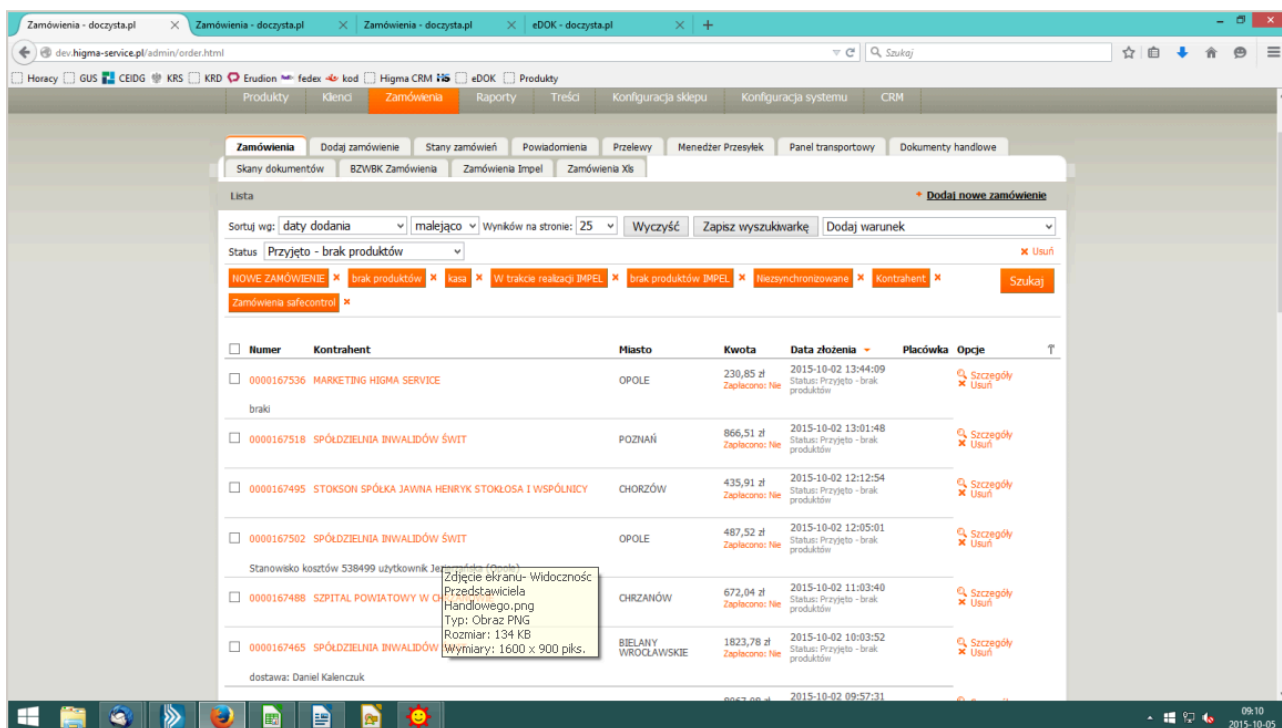 Zamówienia - doczysta.pl
Zamówienia - doczysta.pl
Zamówienia - doczysta.pl
eDOK - doczysta.pl
dev.higma-service.pl/admin/order.html
Szukaj
Horacy GUS CEIDG KRS KRD Erudion fedex kod Higma CRM eDOK Produkty
Produkty Klienci Zamówienia Raporty Treści Konfiguracja sklepu Konfiguracja systemu CRM
Zamówienia Dodaj zamówienie Stany zamówień Powiadomienia Przelewy Menedżer Przesyłek Panel transportowy Dokumenty handlowe
Skany dokumentów BZWBK Zamówienia Zamówienia Impel Zamówienia Xls
Lista Dodaj nowe zamówienie
Sortuj wg: daty dodania malejąco Wyników na stronie: 25 Wyczyść Zapisz wyszukiwarkę Dodaj warunek
Status Przyjęto - brak produktów Usuń
NOWE ZAMÓWIENIE brak produktów kasa W trakcie realizacji IMPEL brak produktów IMPEL Niezsynchronizowane Kontrahent Szukaj
Zamówienia safecontrol
Numer Kontrahent Miasto Kwota Data złożenia Placówka Opcje
0000167536 MARKETING HIGMA SERVICE OPOLE 230,85 zł 2015-10-02 13:44:09 Szczegóły
Zapłacono: Nie Status: Przyjęto - brak produktów Usuń
braki
0000167518 SPÓŁDZIELNIA INWALIDÓW ŚWIT POZNAŃ 866,51 zł 2015-10-02 13:01:48 Szczegóły
Zapłacono: Nie Status: Przyjęto - brak produktów Usuń
0000167495 STOKSON SPÓŁKA JAWNA HENRYK STOKŁOSA I WSPÓLNICY CHORZÓW 435,91 zł 2015-10-02 12:12:54 Szczegóły
Zapłacono: Nie Status: Przyjęto - brak produktów Usuń
0000167502 SPÓŁDZIELNIA INWALIDÓW ŚWIT OPOLE 487,52 zł 2015-10-02 12:05:01 Szczegóły
Zapłacono: Nie Status: Przyjęto - brak produktów Usuń
Stanowisko kosztów 538499 użytkownik (Opole)
0000167488 SZPITAL POWIATOWY W CHRZANÓW 672,04 zł 2015-10-02 11:03:40 Szczegóły
Zapłacono: Nie Status: Przyjęto - brak produktów Usuń
Zdjęcie ekranu- Widocznośc
Przedstawiciela
Handlowego.png
Typ: Obraz PNG
Rozmiar: 134 KB
Wymiary: 1600 x 900 piks.
0000167465 SPÓŁDZIELNIA INWALIDÓW BIELANY WROCŁAWSKIE 1823,78 zł 2015-10-02 10:03:52 Szczegóły
Zapłacono: Nie Status: Przyjęto - brak produktów Usuń
dostawa: Daniel Kalenczuk
2015-10-02 09:57:31
09:10
2015-10-05